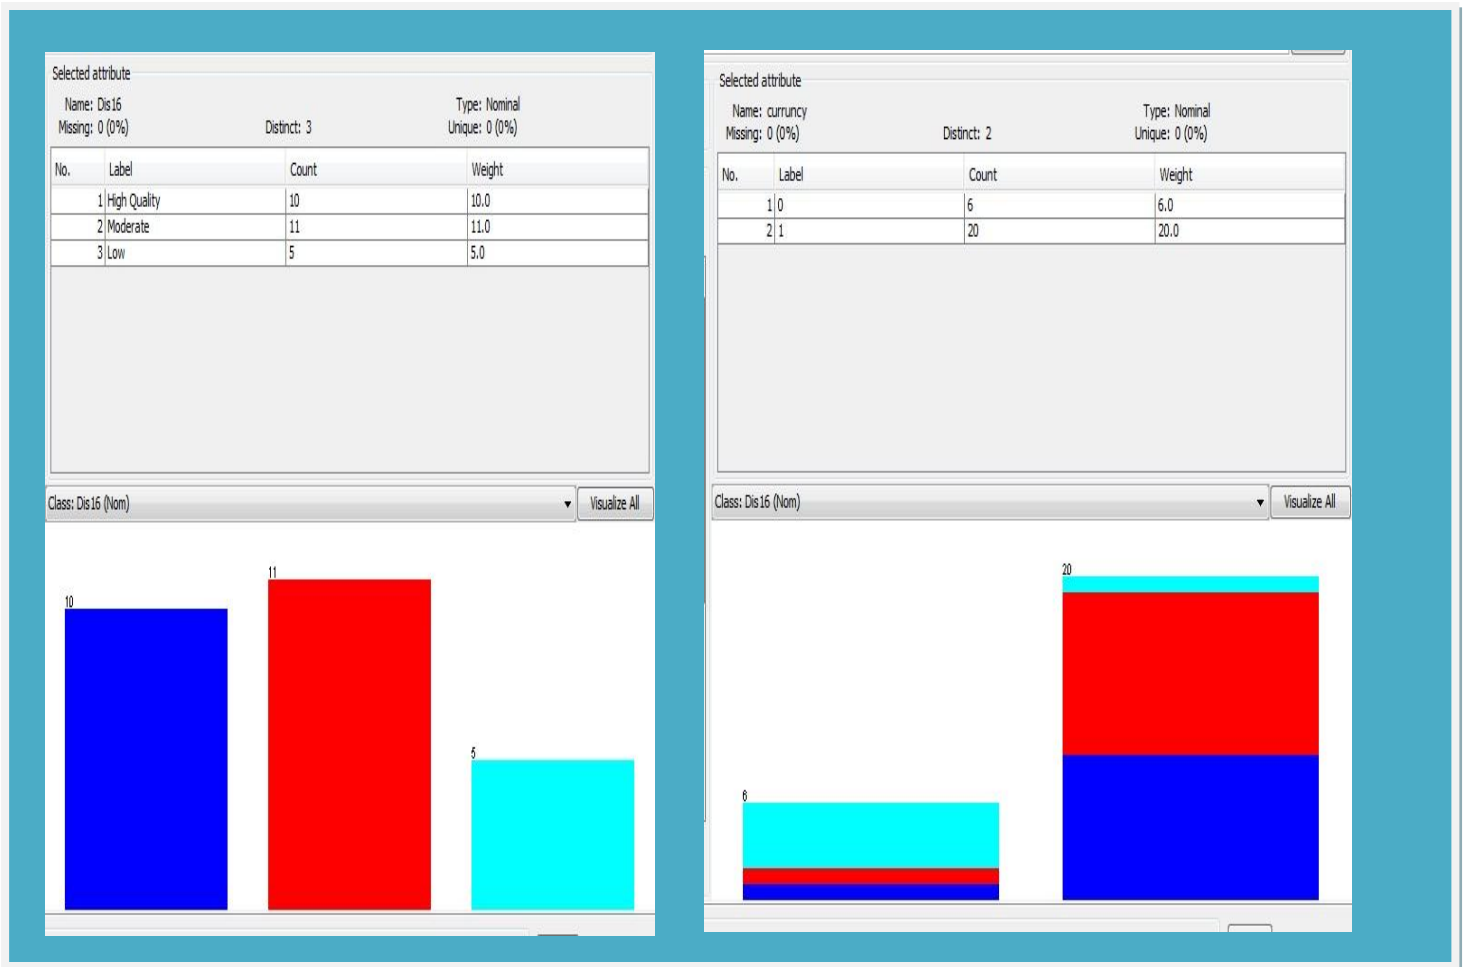 Selected attribute
Name: Dis16 Type: Nominal
Missing: 0 (0%) Distinct: 3 Unique: 0 (0%)
No. Label Count Weight
1 High Quality 10 10.0
2 Moderate 11 11.0
3 Low 5 5.0
Class: Dis16 (Nom) Visualize All
11
10
5
Selected attribute
Name: curruncy Type: Nominal
Missing: 0 (0%) Distinct: 2 Unique: 0 (0%)
No. Label Count Weight
1 0 6 6.0
2 1 20 20.0
Class: Dis16 (Nom) Visualize All
20
6